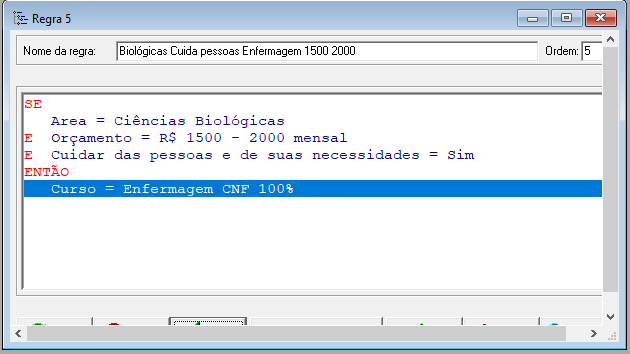 Regra 5
Nome da regra: Biológicas Cuida pessoas Enfermagem 1500 2000 Ordem: 5
SE
Area = Ciências Biológicas
E Orçamento = R$ 1500 - 2000 mensal
E Cuidar das pessoas e de suas necessidades = Sim
ENTÃO
Curso = Enfermagem CNF 100%